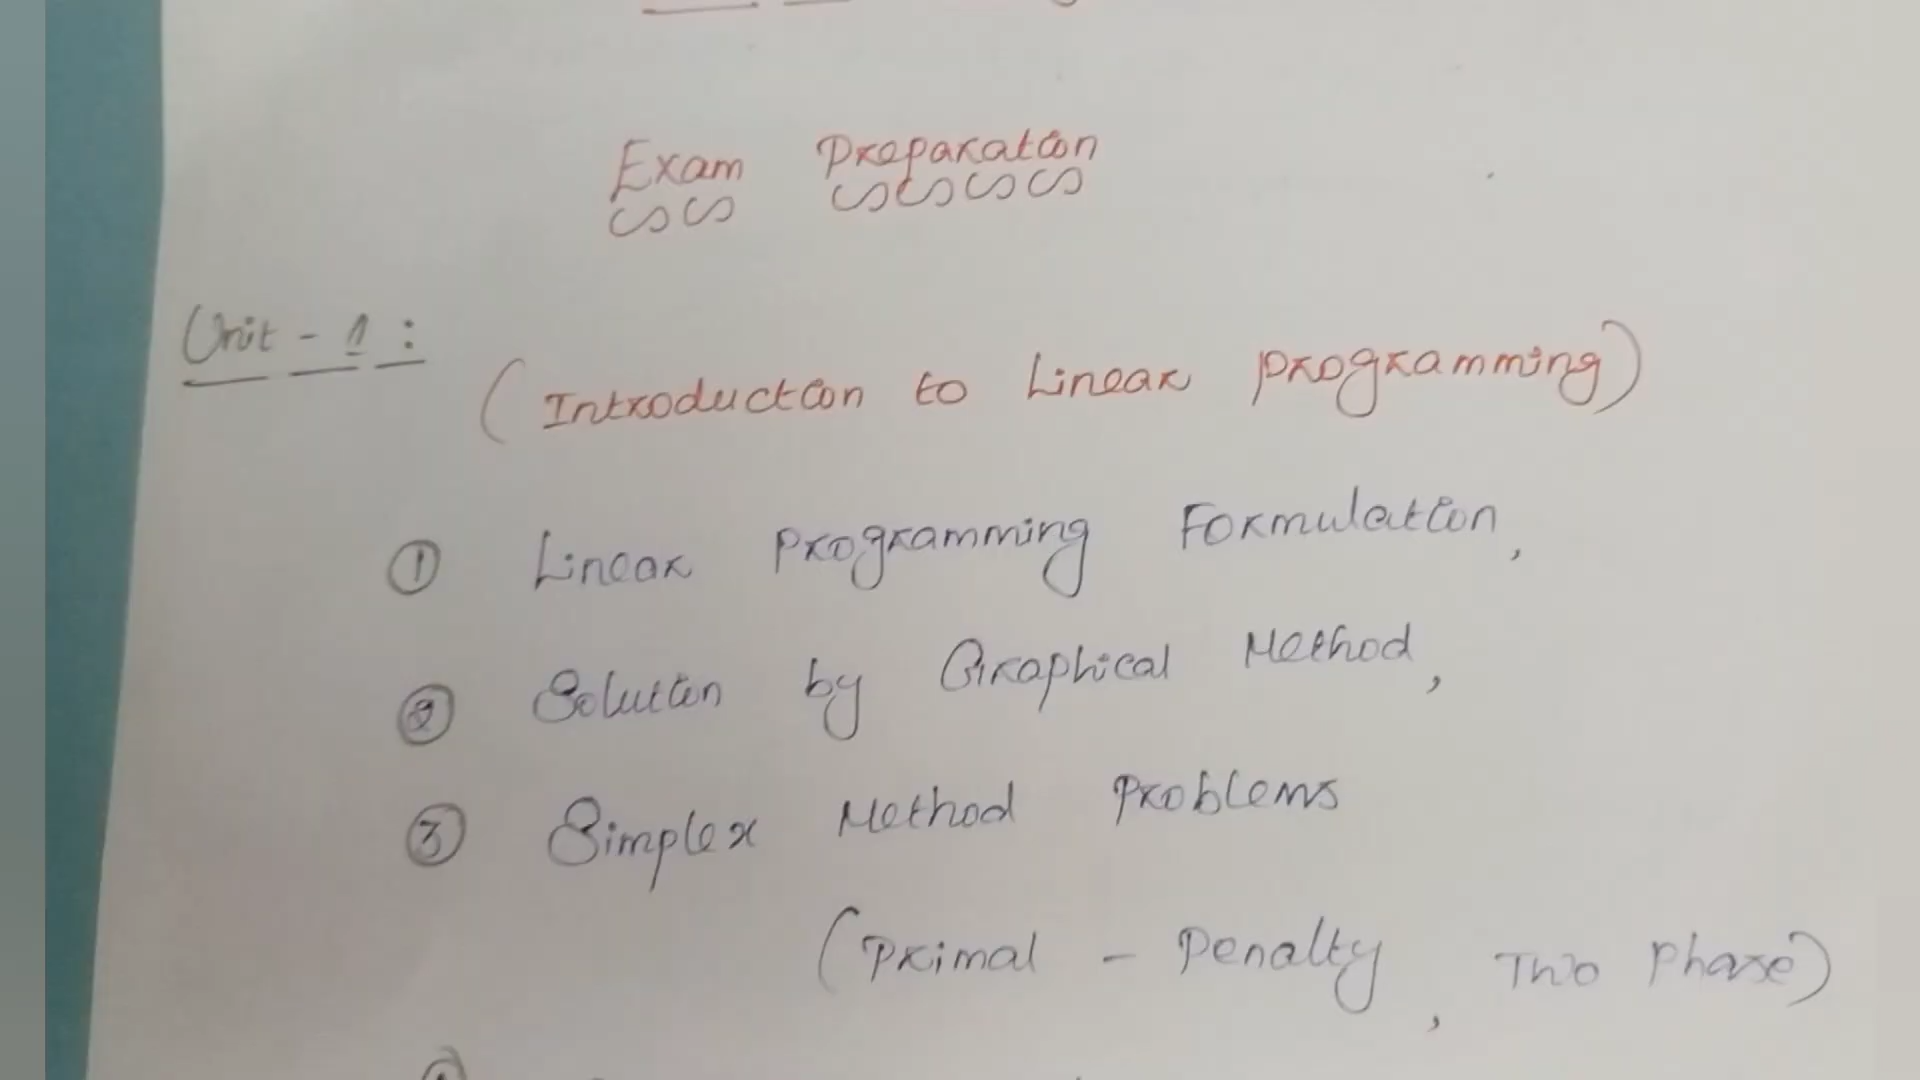 Exam Preparation
Unit - 1 :
(Introduction to Linear Programming)
① Linear Programming Formulation,
② Solution by Graphical Method,
③ Simplex Method Problems
(Primal - Penalty, Two Phase)